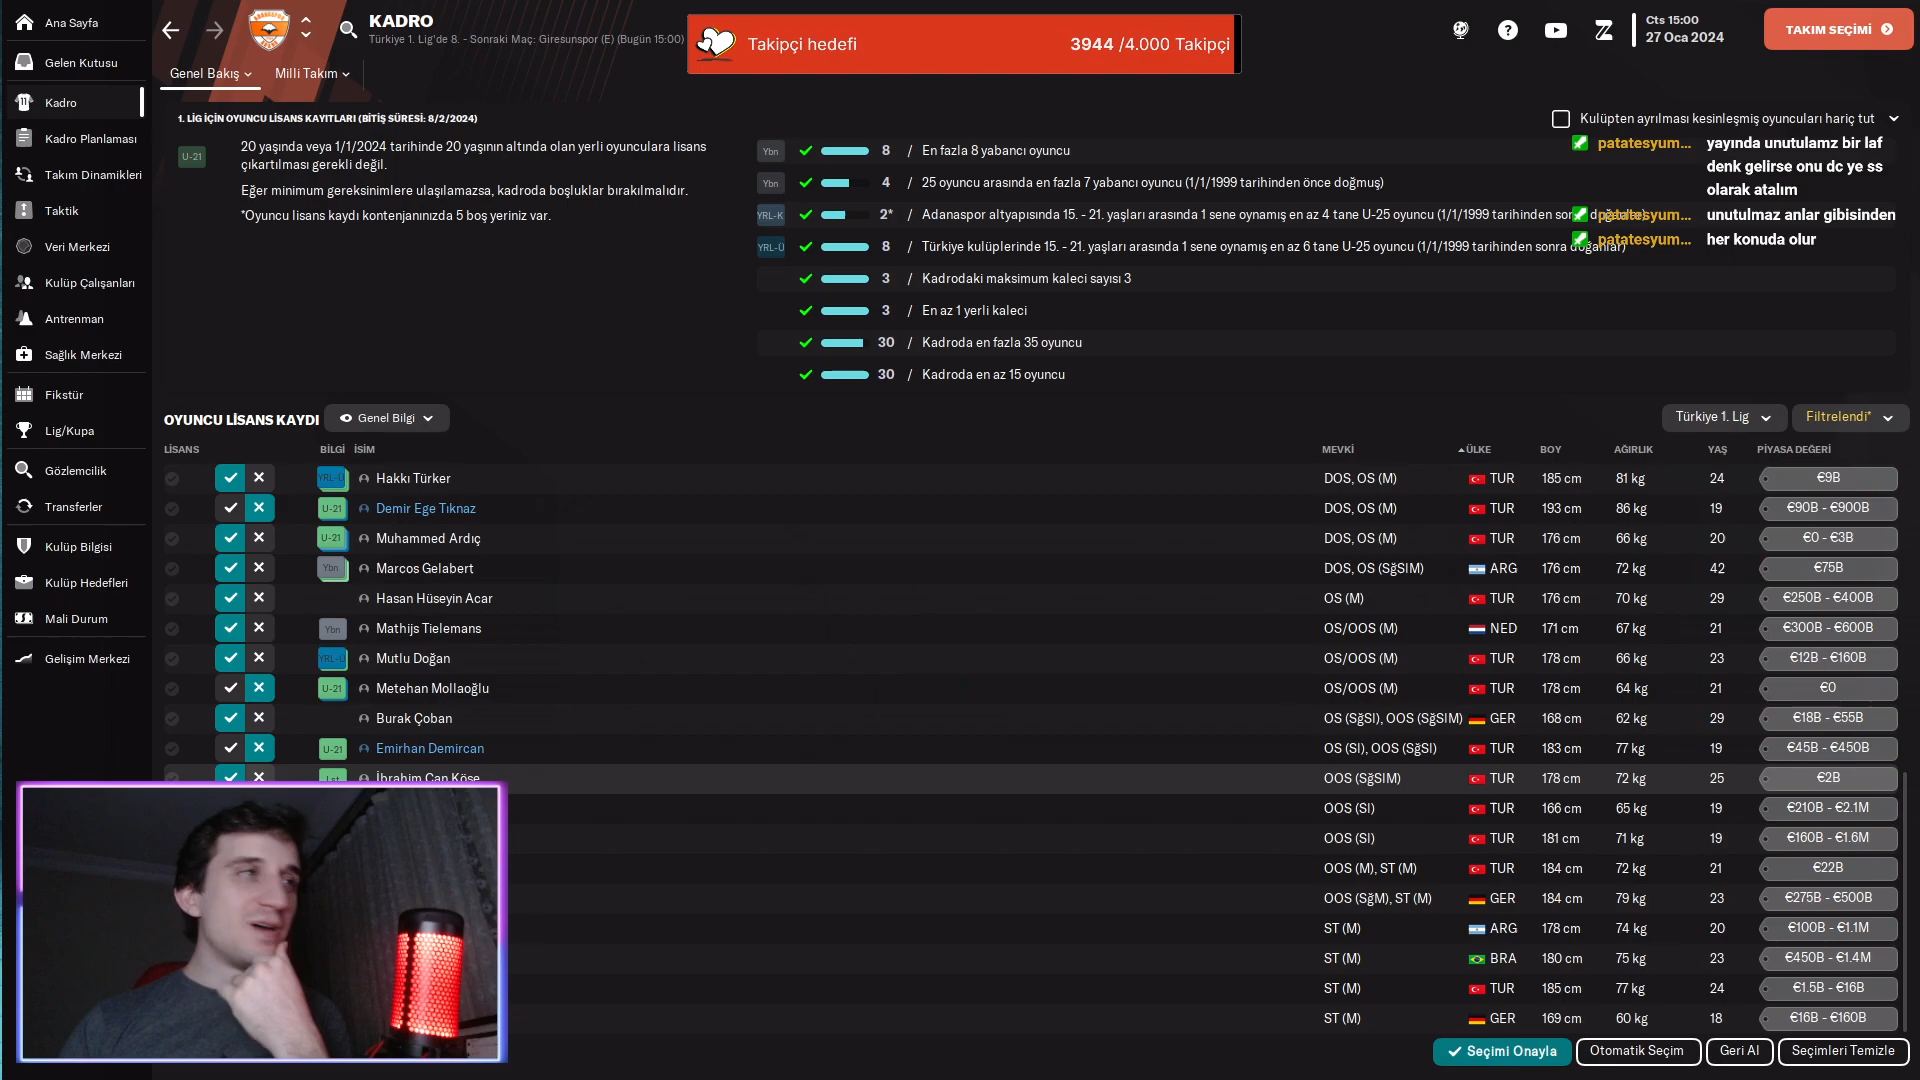 Ana Sayfa
Gelen Kutusu
Kadro
Kadro Planlaması
Takım Dinamikleri
Taktik
Veri Merkezi
Kulüp Çalışanları
Antrenman
Sağlık Merkezi
Fikstür
Lig/Kupa
Gözlemcilik
Transferler
Kulüp Bilgisi
Kulüp Hedefleri
Mali Durum
Gelişim Merkezi
KADRO
Türkiye 1. Lig'de 8. - Sonraki Maç: Giresunspor (E) (Bugün 15:00)
Takipçi hedefi 3944 /4.000 Takipçi
Cts 15:00
27 Oca 2024
TAKIM SEÇİMİ
Genel Bakış Milli Takım
1. LİG İÇİN OYUNCU LİSANS KAYITLARI (BİTİŞ SÜRESİ: 8/2/2024)
Kulüpten ayrılması kesinleşmiş oyuncuları hariç tut
U-21
20 yaşında veya 1/1/2024 tarihinde 20 yaşının altında olan yerli oyunculara lisans
çıkartılması gerekli değil.
Eğer minimum gereksinimlere ulaşılamazsa, kadroda boşluklar bırakılmalıdır.
*Oyuncu lisans kaydı kontenjanınızda 5 boş yeriniz var.
Ybn 8 / En fazla 8 yabancı oyuncu
Ybn 4 / 25 oyuncu arasında en fazla 7 yabancı oyuncu (1/1/1999 tarihinden önce doğmuş)
YRL-K 2* / Adanaspor altyapısında 15. - 21. yaşları arasında 1 sene oynamış en az 4 tane U-25 oyuncu (1/1/1999 tarihinden
YRL-Ü 8 / Türkiye kulüplerinde 15. - 21. yaşları arasında 1 sene oynamış en az 6 tane U-25 oyuncu (1/1/1999 tarihinden sonra doğanlar)
3 / Kadrodaki maksimum kaleci sayısı 3
3 / En az 1 yerli kaleci
30 / Kadroda en fazla 35 oyuncu
30 / Kadroda en az 15 oyuncu
patatesyum... yayında unutulamz bir laf
denk gelirse onu dc ye ss
olarak atalım
patatesyum... unutulmaz anlar gibisinden
patatesyum... her konuda olur
OYUNCU LİSANS KAYDI Genel Bilgi Türkiye 1. Lig Filtrelendi*
LİSANS BİLGİ İSİM MEVKİ ÜLKE BOY AĞIRLIK YAŞ PİYASA DEĞERİ
YRL-Ü Hakkı Türker DOS, OS (M) TUR 185 cm 81 kg 24 €9B
U-21 Demir Ege Tıknaz DOS, OS (M) TUR 193 cm 86 kg 19 €90B - €900B
U-21 Muhammed Ardıç DOS, OS (M) TUR 176 cm 66 kg 20 €0 - €3B
Ybn Marcos Gelabert DOS, OS (SğSlM) ARG 176 cm 72 kg 42 €75B
Hasan Hüseyin Acar OS (M) TUR 176 cm 70 kg 29 €250B - €400B
Ybn Mathijs Tielemans OS/OOS (M) NED 171 cm 67 kg 21 €300B - €600B
YRL-Ü Mutlu Doğan OS/OOS (M) TUR 178 cm 66 kg 23 €12B - €160B
U-21 Metehan Mollaoğlu OS/OOS (M) TUR 178 cm 64 kg 21 €0
Burak Çoban OS (SğSl), OOS (SğSlM) GER 168 cm 62 kg 29 €18B - €55B
U-21 Emirhan Demircan OS (Sl), OOS (SğSl) TUR 183 cm 77 kg 19 €45B - €450B
Lst İbrahim Can Köse OOS (SğSlM) TUR 178 cm 72 kg 25 €2B
OOS (Sl) TUR 166 cm 65 kg 19 €210B - €2.1M
OOS (Sl) TUR 181 cm 71 kg 19 €160B - €1.6M
OOS (M), ST (M) TUR 184 cm 72 kg 21 €22B
OOS (SğM), ST (M) GER 184 cm 79 kg 23 €275B - €500B
ST (M) ARG 178 cm 74 kg 20 €100B - €1.1M
ST (M) BRA 180 cm 75 kg 23 €450B - €1.4M
ST (M) TUR 185 cm 77 kg 24 €1.5B - €16B
ST (M) GER 169 cm 60 kg 18 €16B - €160B
Seçimi Onayla Otomatik Seçim Geri Al Seçimleri Temizle